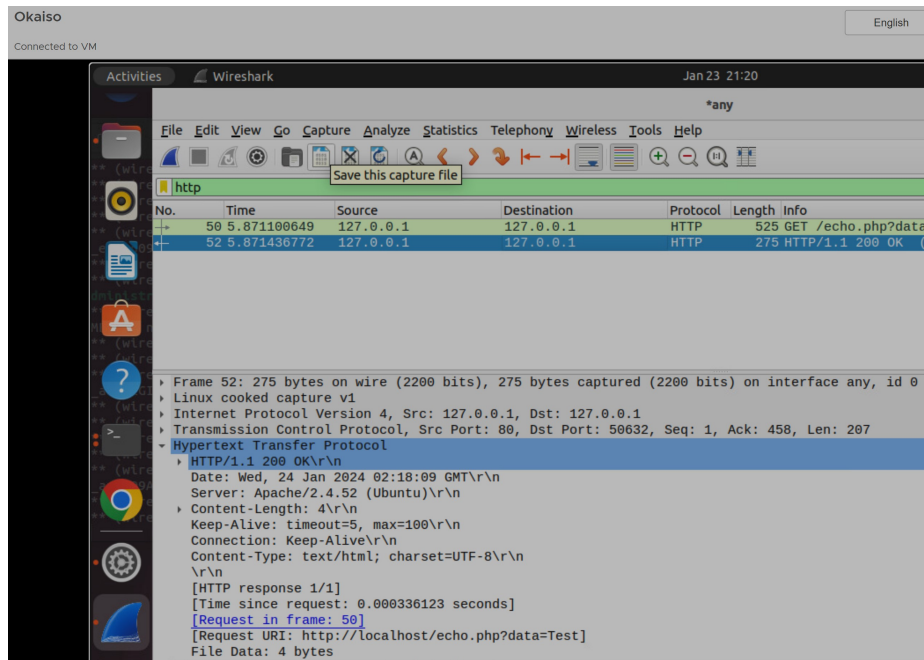 Okaiso
English
Connected to VM
Activities Wireshark Jan 23 21:20
*any
File Edit View Go Capture Analyze Statistics Telephony Wireless Tools Help
Save this capture file
http
No. Time Source Destination Protocol Length Info
50 5.871100649 127.0.0.1 127.0.0.1 HTTP 525 GET /echo.php?data
52 5.871436772 127.0.0.1 127.0.0.1 HTTP 275 HTTP/1.1 200 OK (
Frame 52: 275 bytes on wire (2200 bits), 275 bytes captured (2200 bits) on interface any, id 0
Linux cooked capture v1
Internet Protocol Version 4, Src: 127.0.0.1, Dst: 127.0.0.1
Transmission Control Protocol, Src Port: 80, Dst Port: 50632, Seq: 1, Ack: 458, Len: 207
Hypertext Transfer Protocol
HTTP/1.1 200 OK\r\n
Date: Wed, 24 Jan 2024 02:18:09 GMT\r\n
Server: Apache/2.4.52 (Ubuntu)\r\n
Content-Length: 4\r\n
Keep-Alive: timeout=5, max=100\r\n
Connection: Keep-Alive\r\n
Content-Type: text/html; charset=UTF-8\r\n
\r\n
[HTTP response 1/1]
[Time since request: 0.000336123 seconds]
[Request in frame: 50]
[Request URI: http://localhost/echo.php?data=Test]
File Data: 4 bytes